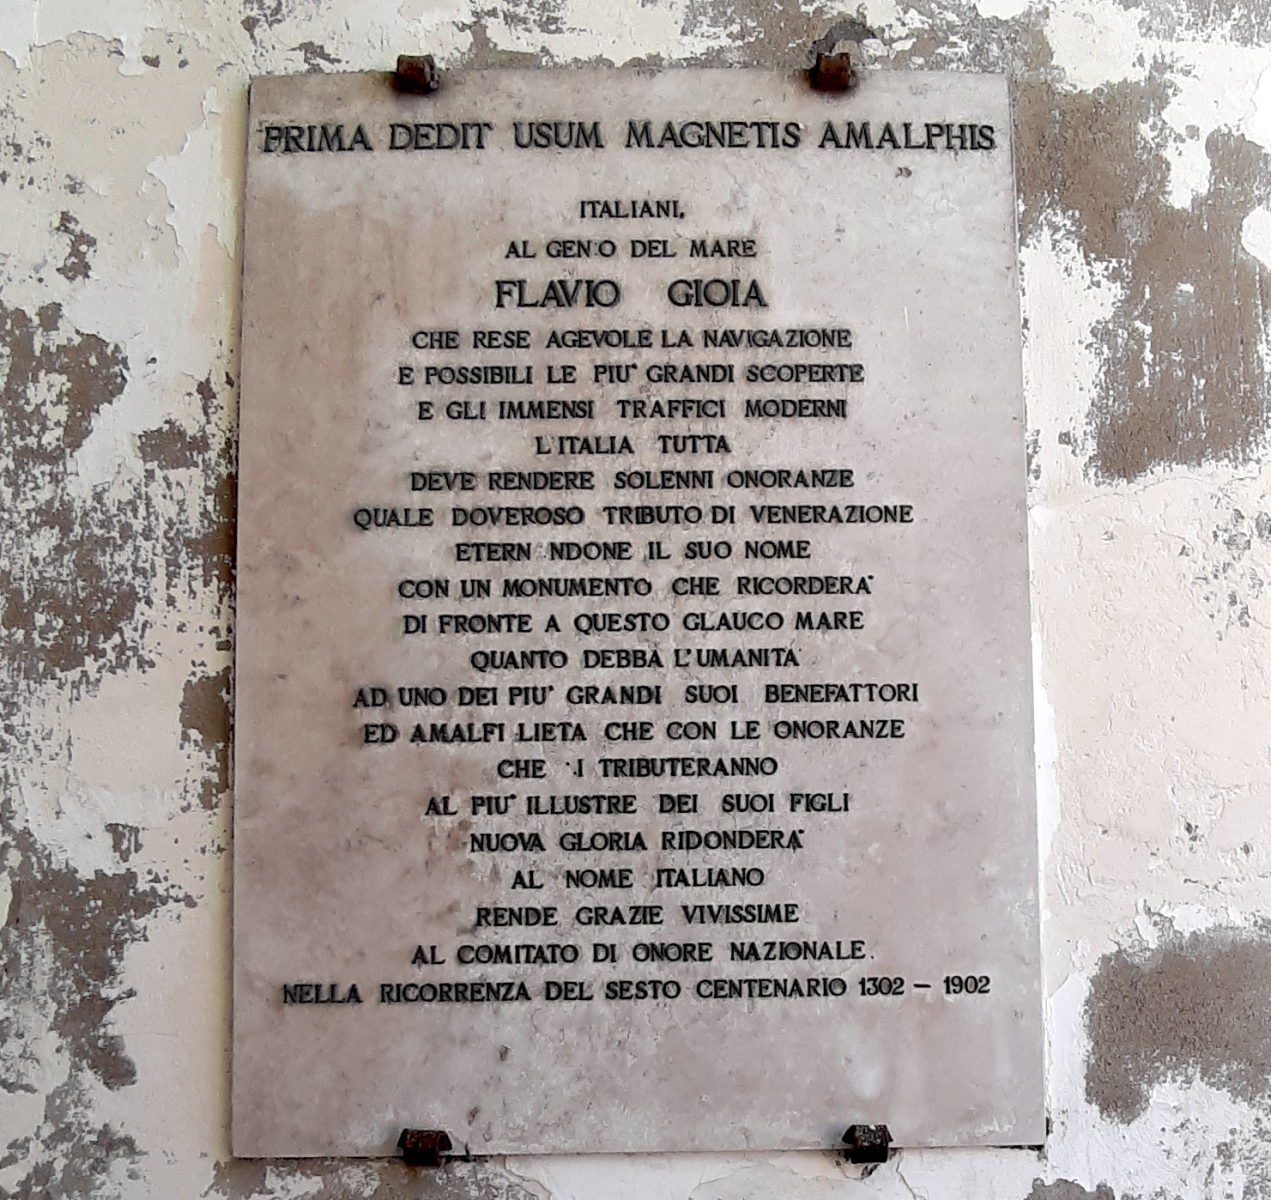 PRIMA DEDIT USUM MAGNETIS AMALPHIS
ITALIANI,
AL GEN O DEL MARE
FLAVIO GIOIA
CHE RESE AGEVOLE LA NAVIGAZIONE
E POSSIBILI LE PIU' GRANDI SCOPERTE
E GLI IMMENSI TRAFFICI MODERNI
L'ITALIA TUTTA
DEVE RENDERE SOLENNI ONORANZE
QUALE DOVEROSO TRIBUTO DI VENERAZIONE
ETERN NDONE IL SUO NOME
CON UN MONUMENTO CHE RICORDERA'
DI FRONTE A QUESTO GLAUCO MARE
QUANTO DEBBA L'UMANITA'
AD UNO DEI PIU' GRANDI SUOI BENEFATTORI
ED AMALFI LIETA CHE CON LE ONORANZE
CHE I TRIBUTERANNO
AL PIU' ILLUSTRE DEI SUOI FIGLI
NUOVA GLORIA RIDONDERA'
AL NOME ITALIANO
RENDE GRAZIE VIVISSIME
AL COMITATO DI ONORE NAZIONALE.
NELLA RICORRENZA DEL SESTO CENTENARIO 1302 – 1902